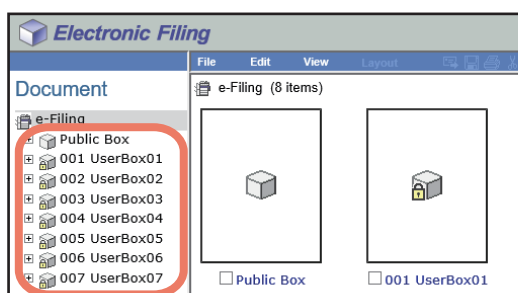 Electronic Filing
File Edit View Layout
Document
e-Filing (8 items)
e-Filing
Public Box
001 UserBox01
002 UserBox02
003 UserBox03
004 UserBox04
005 UserBox05
006 UserBox06
007 UserBox07
Public Box 001 UserBox01